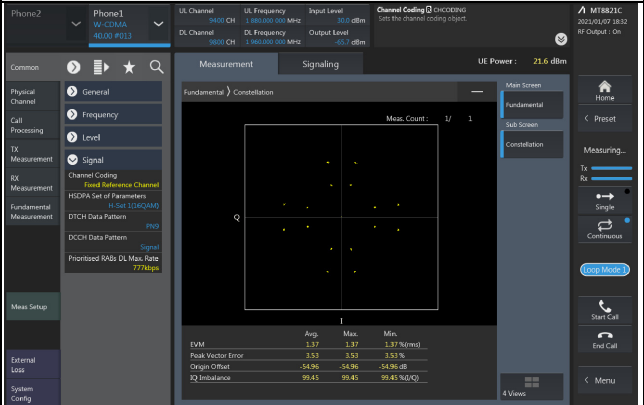 Phone2
Phone1
W-CDMA
40.00 #013
UL Channel
9400 CH
UL Frequency
1 880.000 000 MHz
Input Level
30.0 dBm
DL Channel
9800 CH
DL Frequency
1 960.000 000 MHz
Output Level
-65.7 dBm
Channel Coding CHCODING
Sets the channel coding object.
MT8821C
2021/01/07 18:32
RF Output : On
Common
Physical
Channel
Call
Processing
TX
Measurement
RX
Measurement
Fundamental
Measurement
Meas Setup
External
Loss
System
Config
General
Frequency
Level
Signal
Channel Coding
Fixed Reference Channel
HSDPA Set of Parameters
H-Set 1(16QAM)
DTCH Data Pattern
PN9
DCCH Data Pattern
Signal
Prioritised RABs DL Max. Rate
777kbps
Measurement
Signaling
UE Power : 21.6 dBm
Fundamental Constellation
Meas. Count : 1/ 1
Q
I
Avg. Max. Min.
EVM 1.37 1.37 1.37 %(rms)
Peak Vector Error 3.53 3.53 3.53 %
Origin Offset -54.96 -54.96 -54.96 dB
IQ Imbalance 99.45 99.45 99.45 %(I/Q)
Main Screen
Fundamental
Sub Screen
Constellation
4 Views
Home
Preset
Measuring...
Tx
Rx
Single
Continuous
Loop Mode 1
Start Call
End Call
Menu